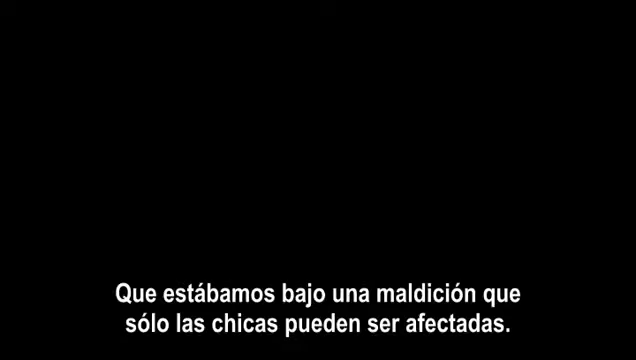 Que estábamos bajo una maldición que
sólo las chicas pueden ser afectadas.